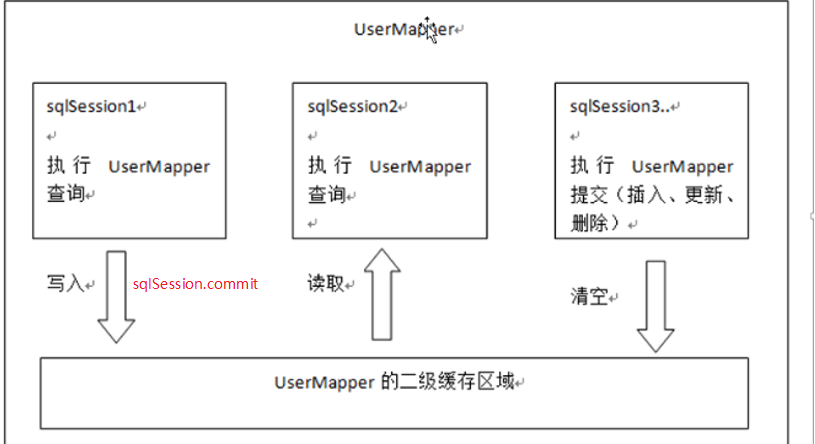 UserMapper
sqlSession1
执行 UserMapper
查询
sqlSession2
执行 UserMapper
查询
sqlSession3..
执行 UserMapper
提交（插入、更新、
删除）
写入
sqlSession.commit
读取
清空
UserMapper 的二级缓存区域